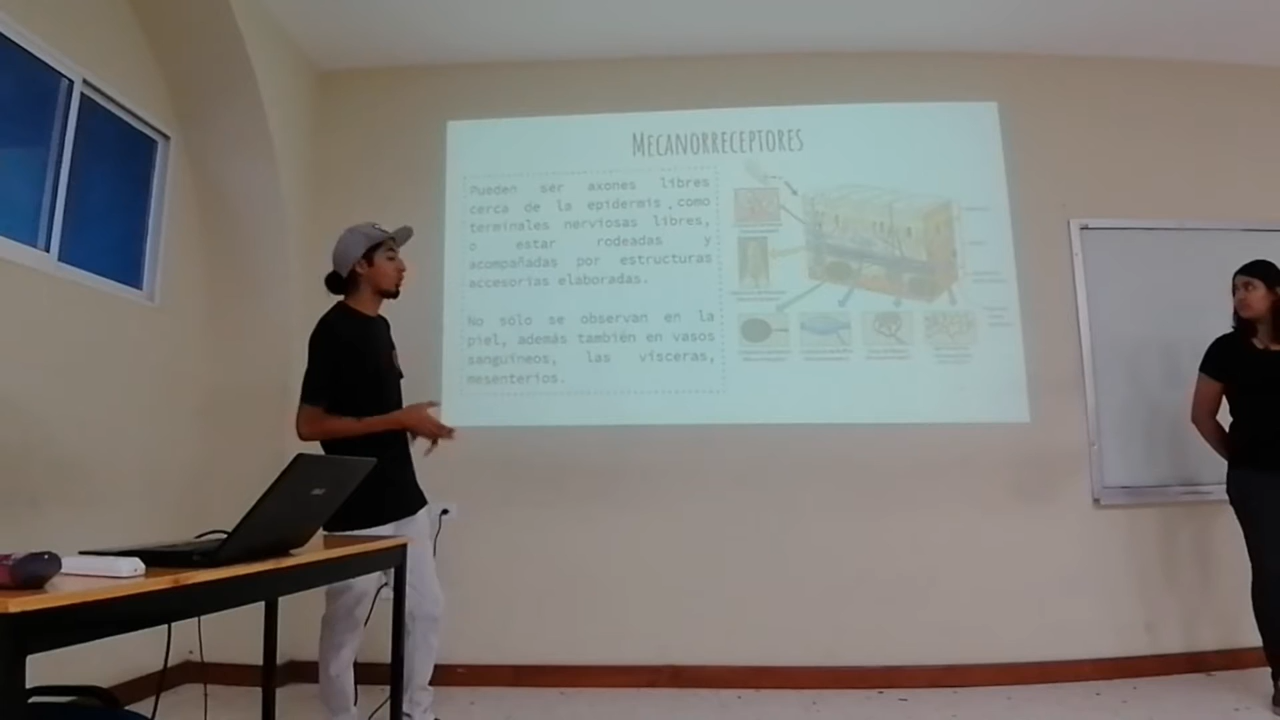 MECANORRECEPTORES
Pueden ser axones libres
cerca de la epidermis, como
terminales nerviosas libres,
o estar rodeadas y
acompañadas por estructuras
accesorias elaboradas.
No sólo se observan en la
piel, además también en vasos
sanguíneos, las vísceras,
mesenterios.